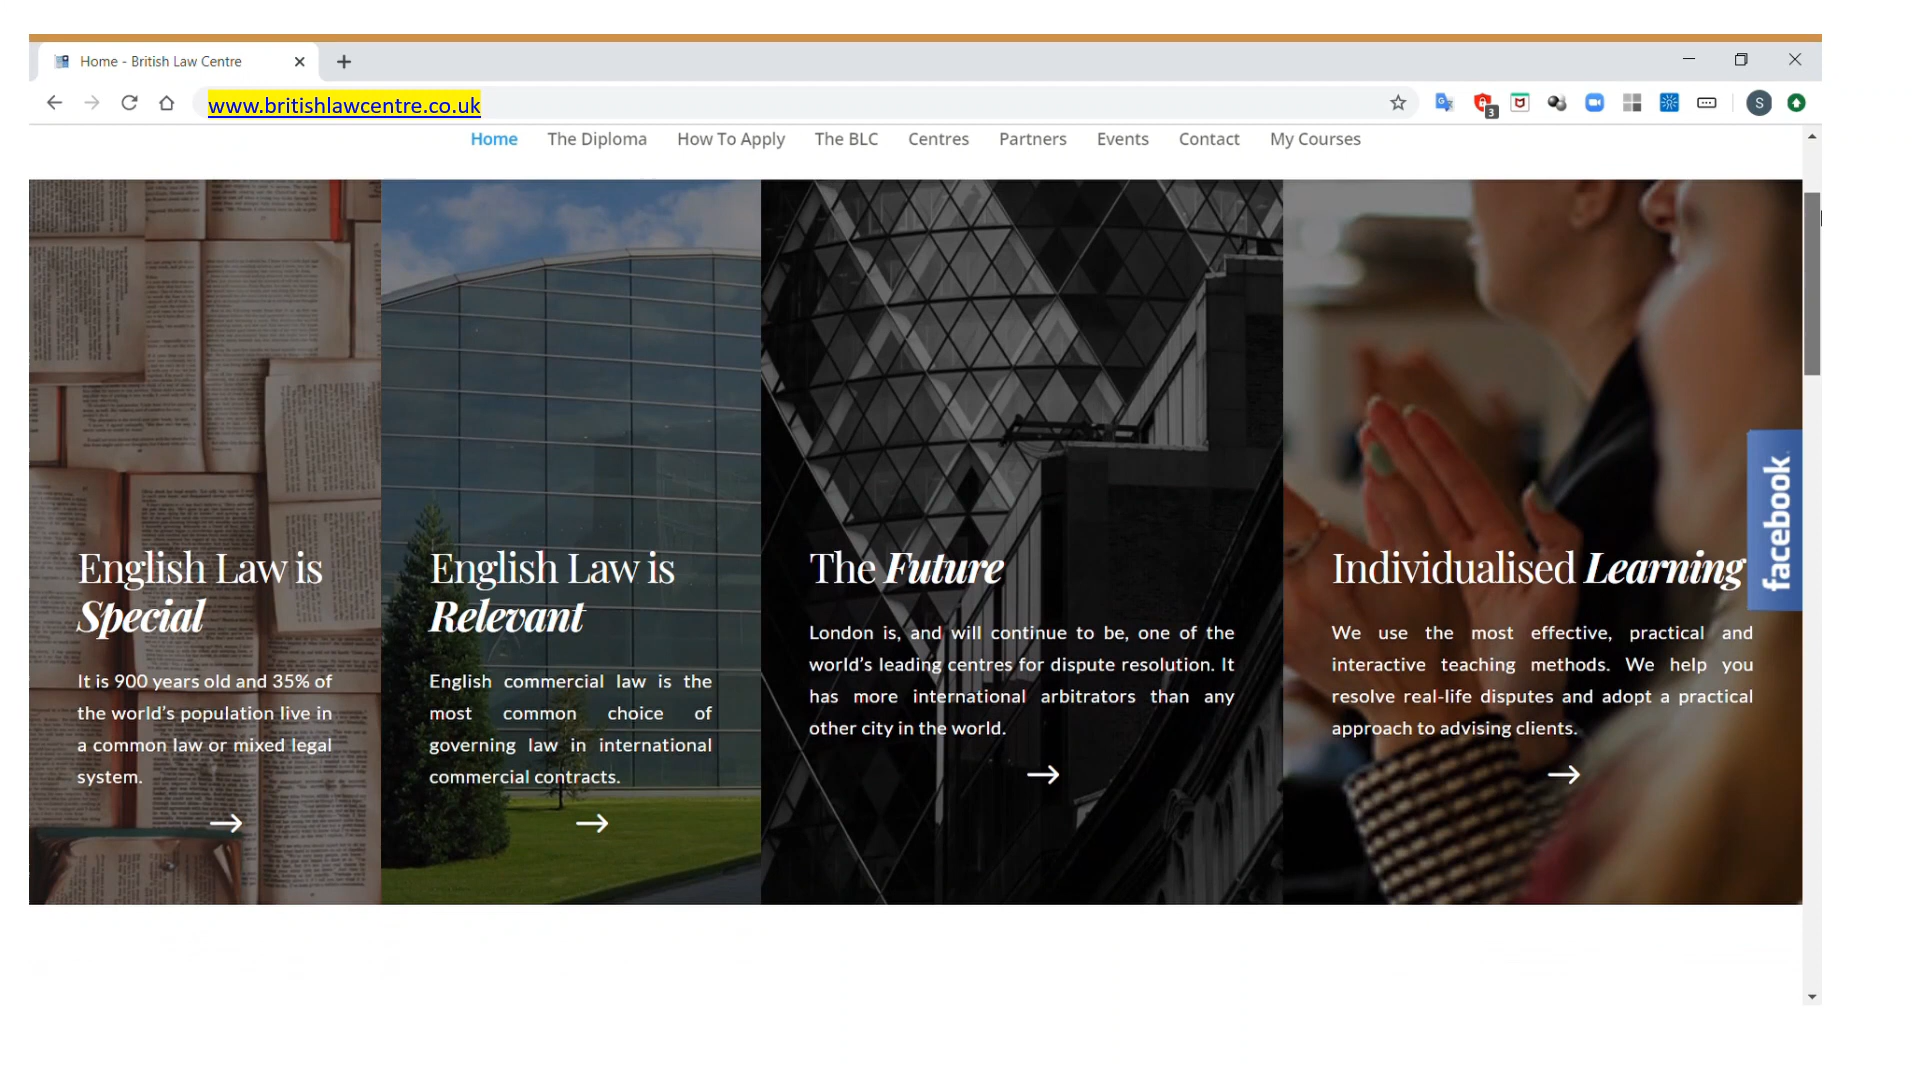 Home - British Law Centre
www.britishlawcentre.co.uk
3
S
Home The Diploma How To Apply The BLC Centres Partners Events Contact My Courses
English Law is
Special
It is 900 years old and 35% of
the world's population live in
a common law or mixed legal
system.
English Law is
Relevant
English commercial law is the
most common choice of
governing law in international
commercial contracts.
The Future
London is, and will continue to be, one of the
world's leading centres for dispute resolution. It
has more international arbitrators than any
other city in the world.
Individualised Learning
We use the most effective, practical and
interactive teaching methods. We help you
resolve real-life disputes and adopt a practical
approach to advising clients.
facebook